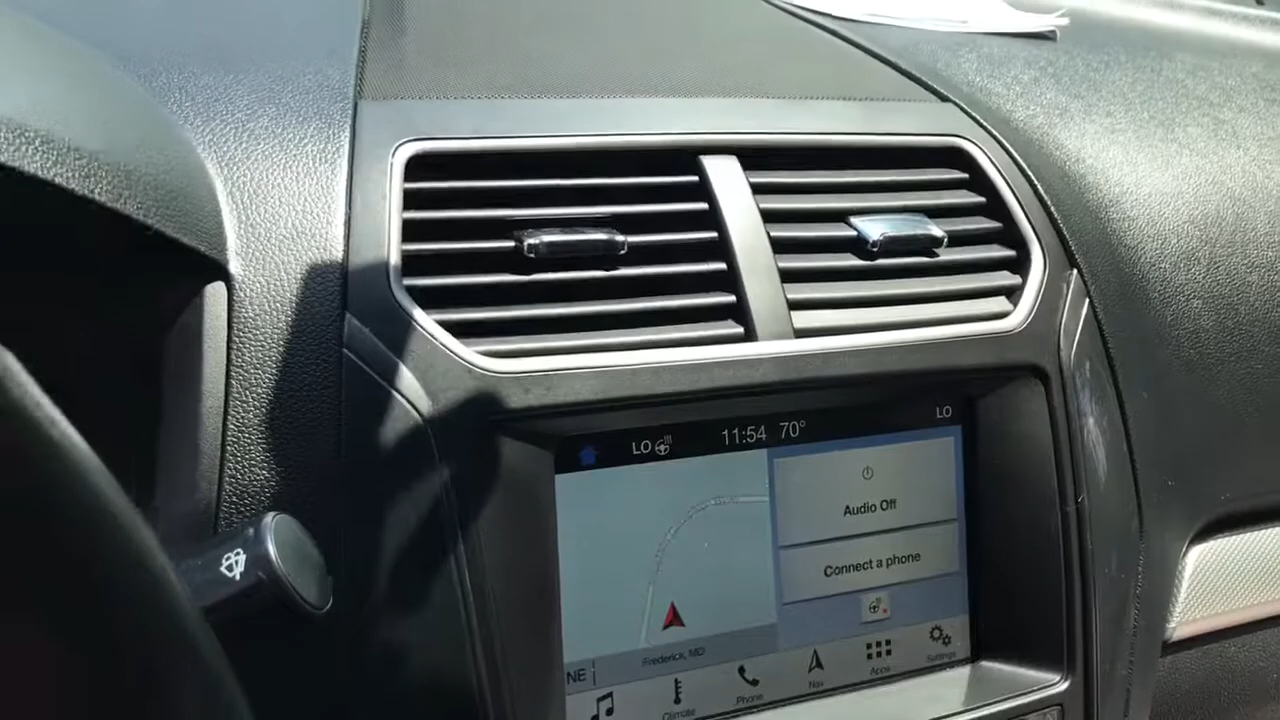 LO 11:54 70° LO
Audio Off
Connect a phone
Frederick, MD
NE
Climate
Phone
Nav
Apps
Settings